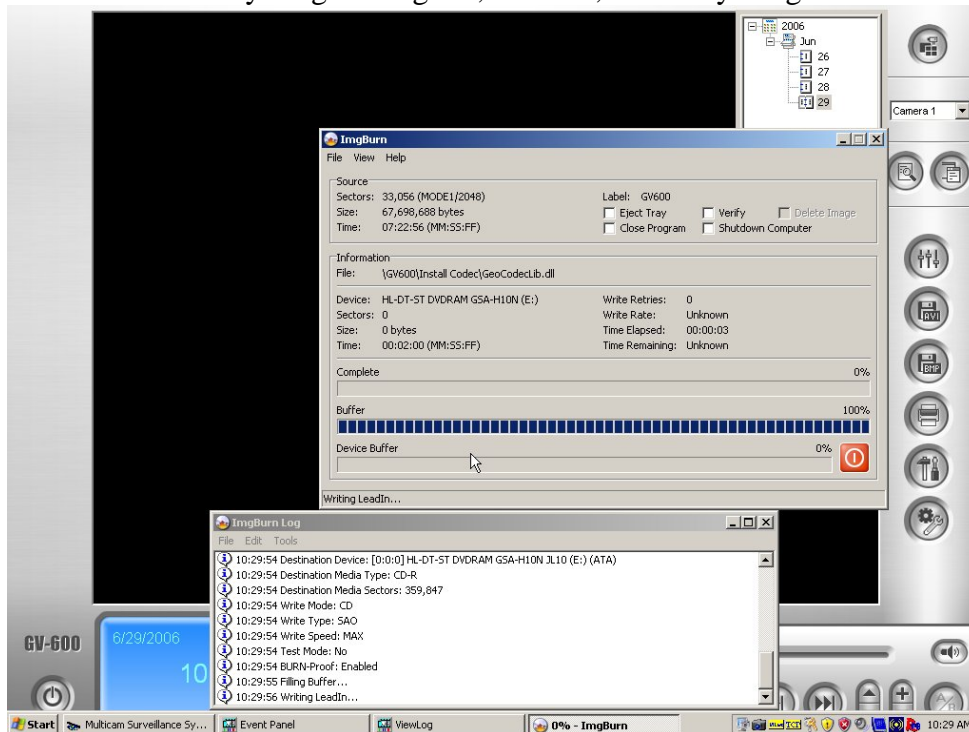 2006
Jun
26
27
28
29
Camera 1
ImgBurn
File View Help
Source
Sectors: 33,056 (MODE1/2048) Label: GV600
Size: 67,698,688 bytes Eject Tray Verify Delete Image
Time: 07:22:56 (MM:SS:FF) Close Program Shutdown Computer
Information
File: \GV600\Install Codec\GeoCodecLib.dll
Device: HL-DT-ST DVDRAM GSA-H10N (E:) Write Retries: 0
Sectors: 0 Write Rate: Unknown
Size: 0 bytes Time Elapsed: 00:00:03
Time: 00:02:00 (MM:SS:FF) Time Remaining: Unknown
Complete 0%
Buffer 100%
Device Buffer 0%
Writing LeadIn...
AVI
BMP
ImgBurn Log
File Edit Tools
10:29:54 Destination Device: [0:0:0] HL-DT-ST DVDRAM GSA-H10N JL10 (E:) (ATA)
10:29:54 Destination Media Type: CD-R
10:29:54 Destination Media Sectors: 359,847
10:29:54 Write Mode: CD
10:29:54 Write Type: SAO
10:29:54 Write Speed: MAX
10:29:54 Test Mode: No
10:29:54 BURN-Proof: Enabled
10:29:55 Filling Buffer...
10:29:56 Writing LeadIn...
GV-600
6/29/2006
10
Start Multicam Surveillance Sy... Event Panel ViewLog 0% - ImgBurn 10:29 AM